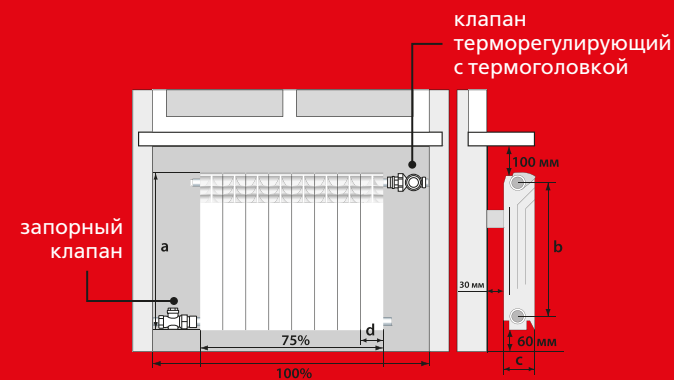 клапан
терморегулирующий
с термоголовкой
100 мм
запорный
клапан
a
b
30 мм
d
75%
60 мм
c
100%